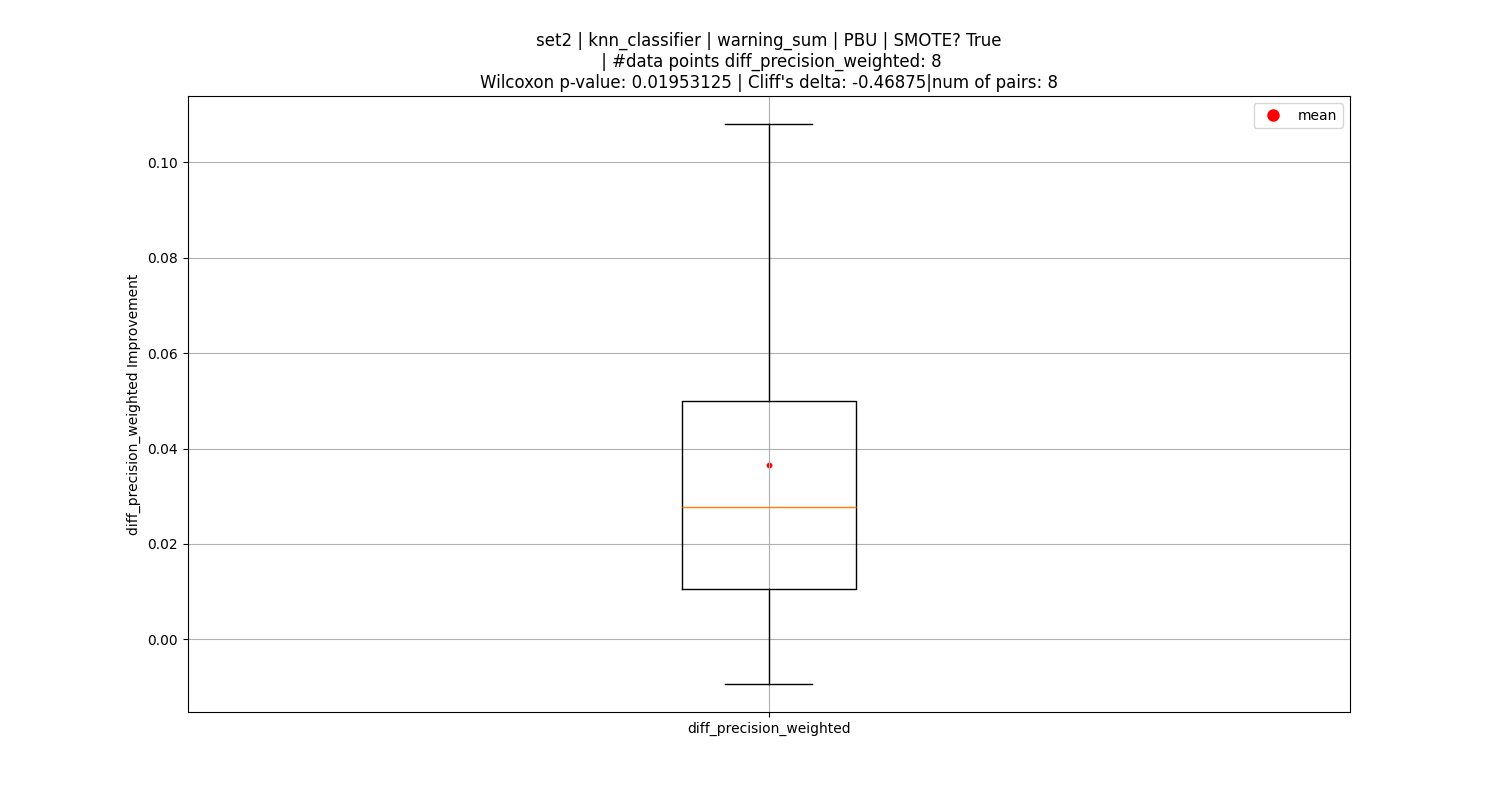 set2 | knn_classifier | warning_sum | PBU | SMOTE? True
| #data points diff_precision_weighted: 8
Wilcoxon p-value: 0.01953125 | Cliff's delta: -0.46875|num of pairs: 8
mean
0.10
0.08
0.06
0.04
0.02
0.00
diff_precision_weighted Improvement
diff_precision_weighted